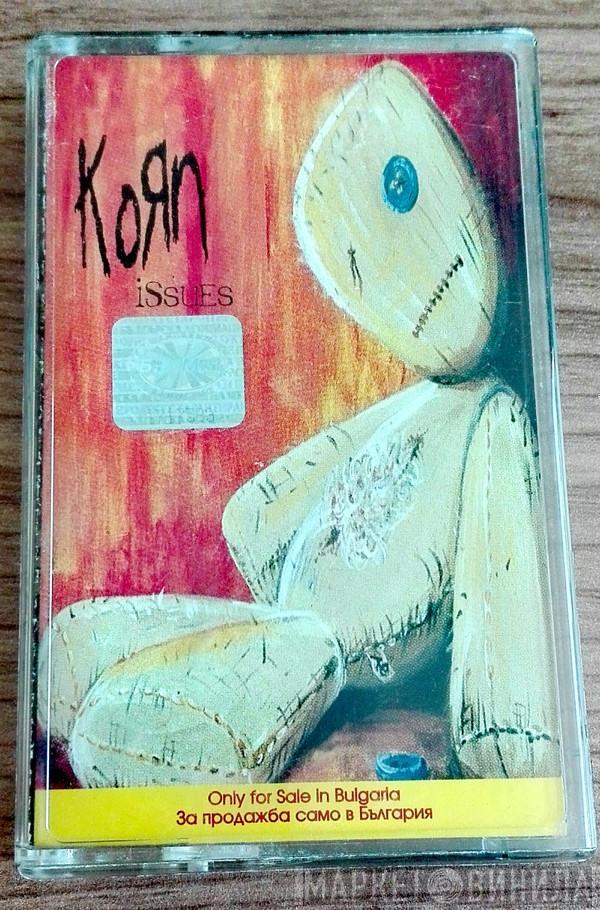 KoЯn
iSsuES
Only for Sale in Bulgaria
За продажба само в България
МАРКЕТ ВИНИЛА